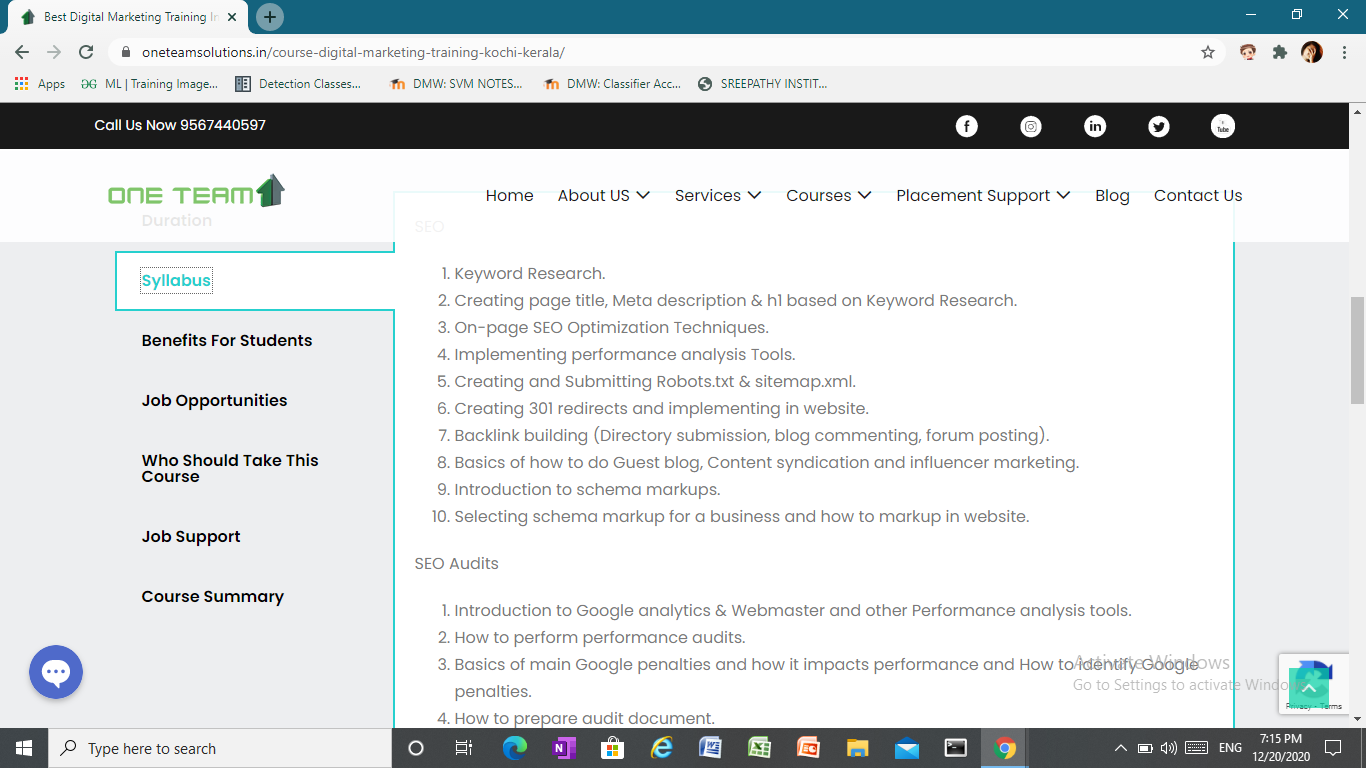 Best Digital Marketing Training In
oneteamsolutions.in/course-digital-marketing-training-kochi-kerala/
Apps
ML | Training Image...
Detection Classes...
DMW: SVM NOTES...
DMW: Classifier Acc...
SREEPATHY INSTIT...
Call Us Now 9567440597
Tube
ONE TEAM
Home
About US
Services
Courses
Placement Support
Blog
Contact Us
Duration
Syllabus
Benefits For Students
Job Opportunities
Who Should Take This
Course
Job Support
Course Summary
SEO
1. Keyword Research.
2. Creating page title, Meta description & h1 based on Keyword Research.
3. On-page SEO Optimization Techniques.
4. Implementing performance analysis Tools.
5. Creating and Submitting Robots.txt & sitemap.xml.
6. Creating 301 redirects and implementing in website.
7. Backlink building (Directory submission, blog commenting, forum posting).
8. Basics of how to do Guest blog, Content syndication and influencer marketing.
9. Introduction to schema markups.
10. Selecting schema markup for a business and how to markup in website.
SEO Audits
1. Introduction to Google analytics & Webmaster and other Performance analysis tools.
2. How to perform performance audits.
3. Basics of main Google penalties and how it impacts performance and How to identify Google
penalties.
4. How to prepare audit document.
Activate Windows
Go to Settings to activate Windo
Privacy - Terms
Type here to search
ENG
7:15 PM
12/20/2020